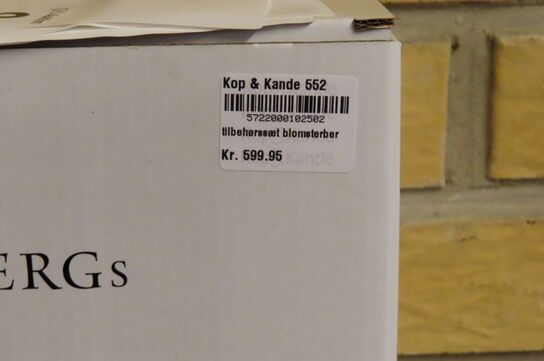 Kop & Kande 552
5722000102502
tilbehørssæt blomsterber
Kr. 599.95
Kande
ERGs